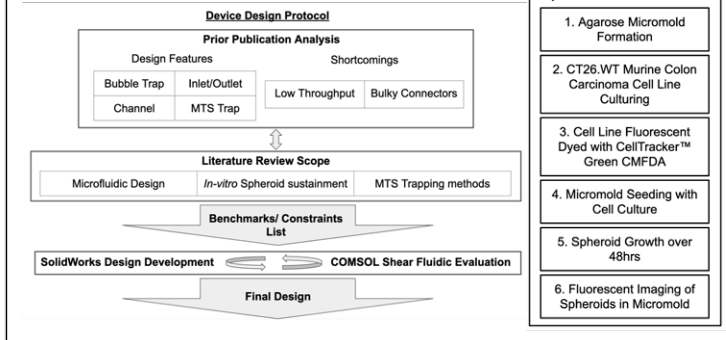 Device Design Protocol
Prior Publication Analysis
Design Features
Shortcomings
Bubble Trap
Inlet/Outlet
Channel
MTS Trap
Low Throughput
Bulky Connectors
Literature Review Scope
Microfluidic Design
In-vitro Spheroid sustainment
MTS Trapping methods
Benchmarks/ Constraints
List
SolidWorks Design Development
COMSOL Shear Fluidic Evaluation
Final Design
1. Agarose Micromold
Formation
2. CT26.WT Murine Colon
Carcinoma Cell Line
Culturing
3. Cell Line Fluorescent
Dyed with CellTracker™
Green CMFDA
4. Micromold Seeding with
Cell Culture
5. Spheroid Growth over
48hrs
6. Fluorescent Imaging of
Spheroids in Micromold